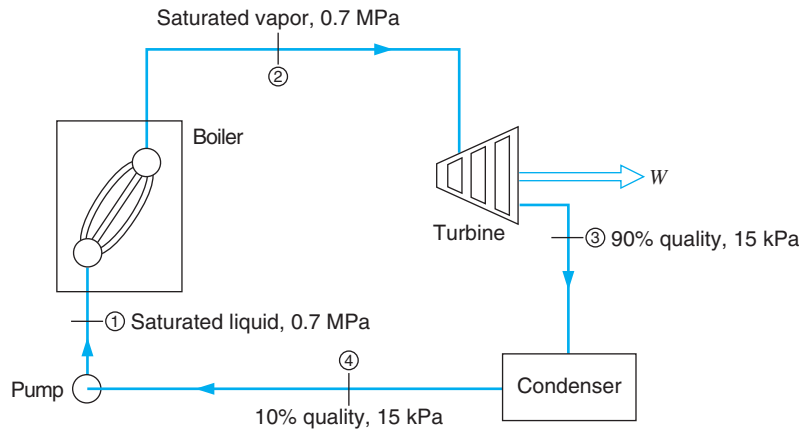 Saturated vapor, 0.7 MPa
②
Boiler
W
Turbine
③ 90% quality, 15 kPa
① Saturated liquid, 0.7 MPa
④
Pump
Condenser
10% quality, 15 kPa